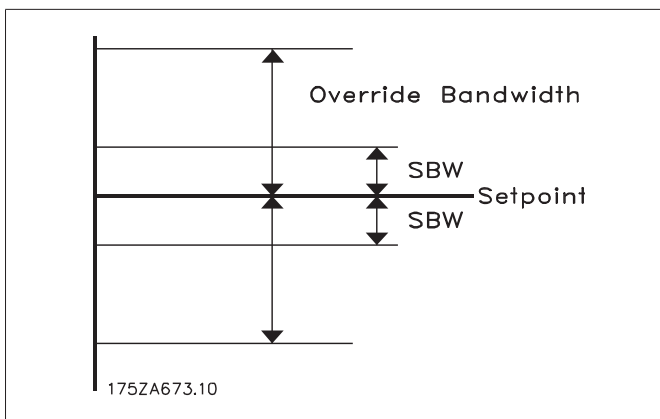 Override Bandwidth
SBW
Setpoint
SBW
175ZA673.10